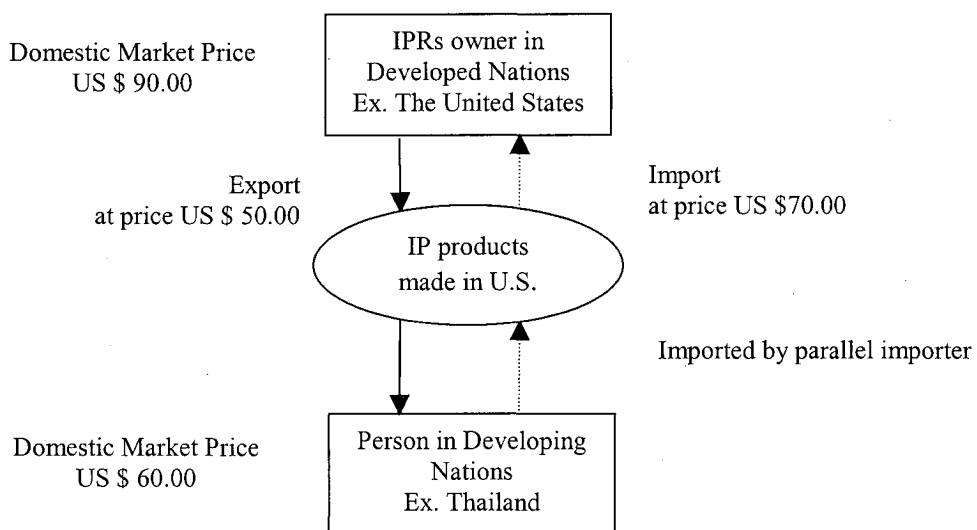 Domestic Market Price
US $ 90.00
IPRs owner in
Developed Nations
Ex. The United States
Export
at price US $ 50.00
Import
at price US $70.00
IP products
made in U.S.
Imported by parallel importer
Domestic Market Price
US $ 60.00
Person in Developing
Nations
Ex. Thailand